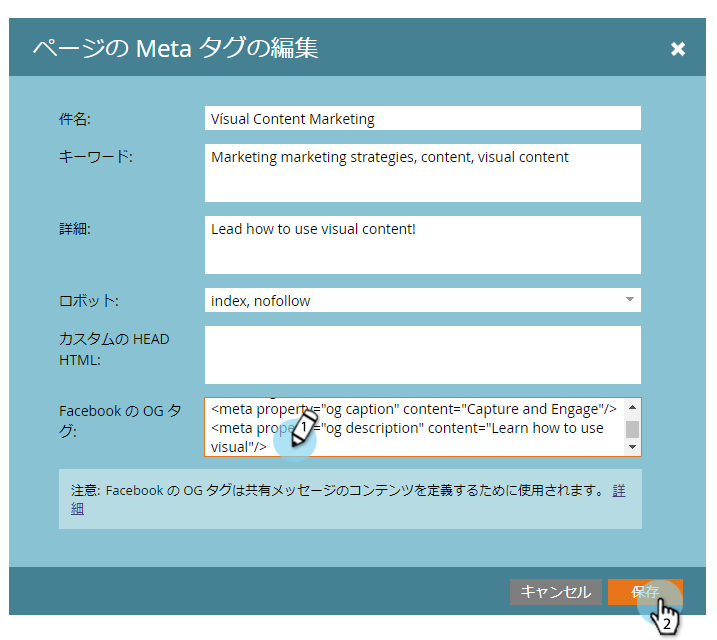 ページの Meta タグの編集
件名:
Vísual Content Marketing
キーワード:
Marketing marketing strategies, content, visual content
詳細:
Lead how to use visual content!
ロボット:
index, nofollow
カスタムの HEAD
HTML:
Facebook の OG タ
グ:
<meta property="og caption" content="Capture and Engage"/>
<meta property="og description" content="Learn how to use
visual"/>
1
注意: Facebook の OG タグは共有メッセージのコンテンツを定義するために使用されます。 詳
細
キャンセル
保存
2